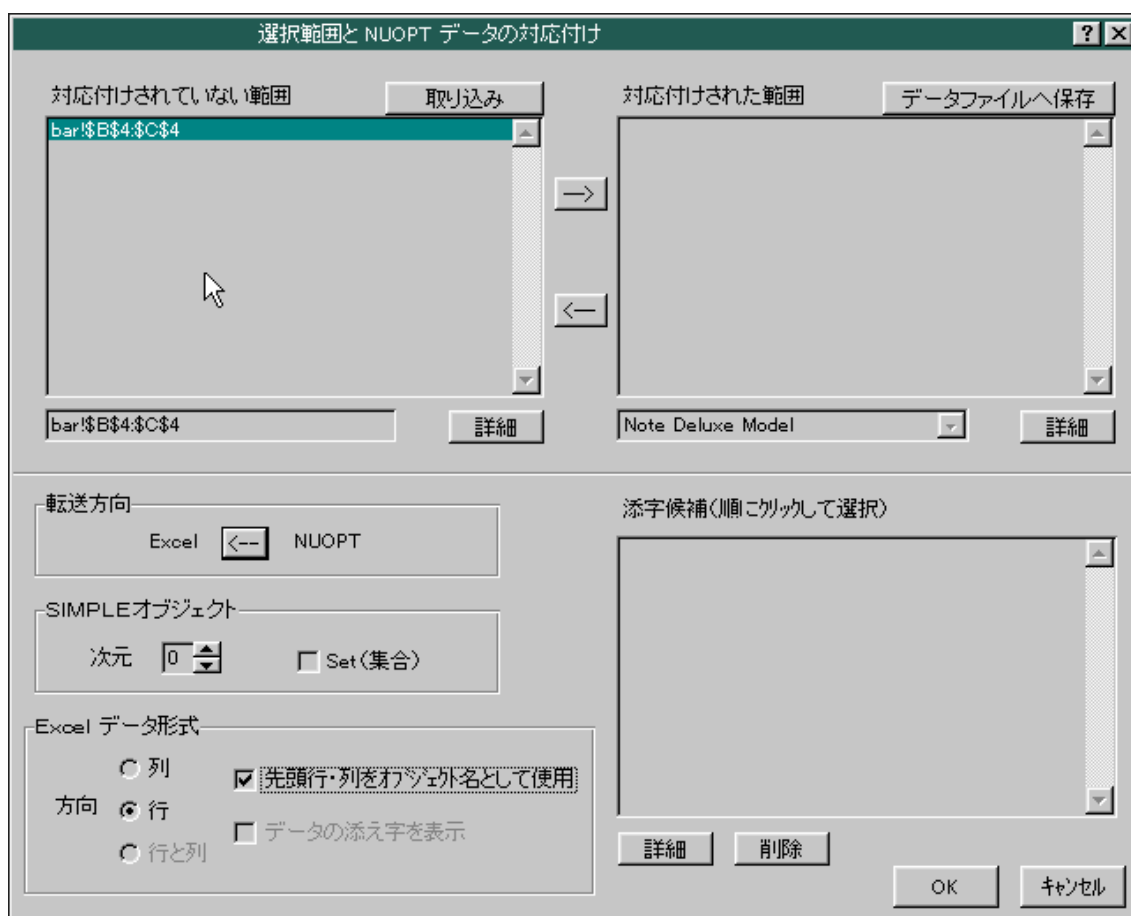 選択範囲と NUOPT データの対応付け
対応付けされていない範囲
取り込み
bar!$B$4:$C$4
bar!$B$4:$C$4
詳細
-->
<--
対応付けされた範囲
データファイルへ保存
Note Deluxe Model
詳細
転送方向
Excel <-- NUOPT
SIMPLEオブジェクト
次元 0 Set(集合)
Excel データ形式
方向
列
行
行と列
先頭行・列をオブジェクト名として使用
データの添え字を表示
添字候補(順にクリックして選択)
詳細
削除
OK
キャンセル